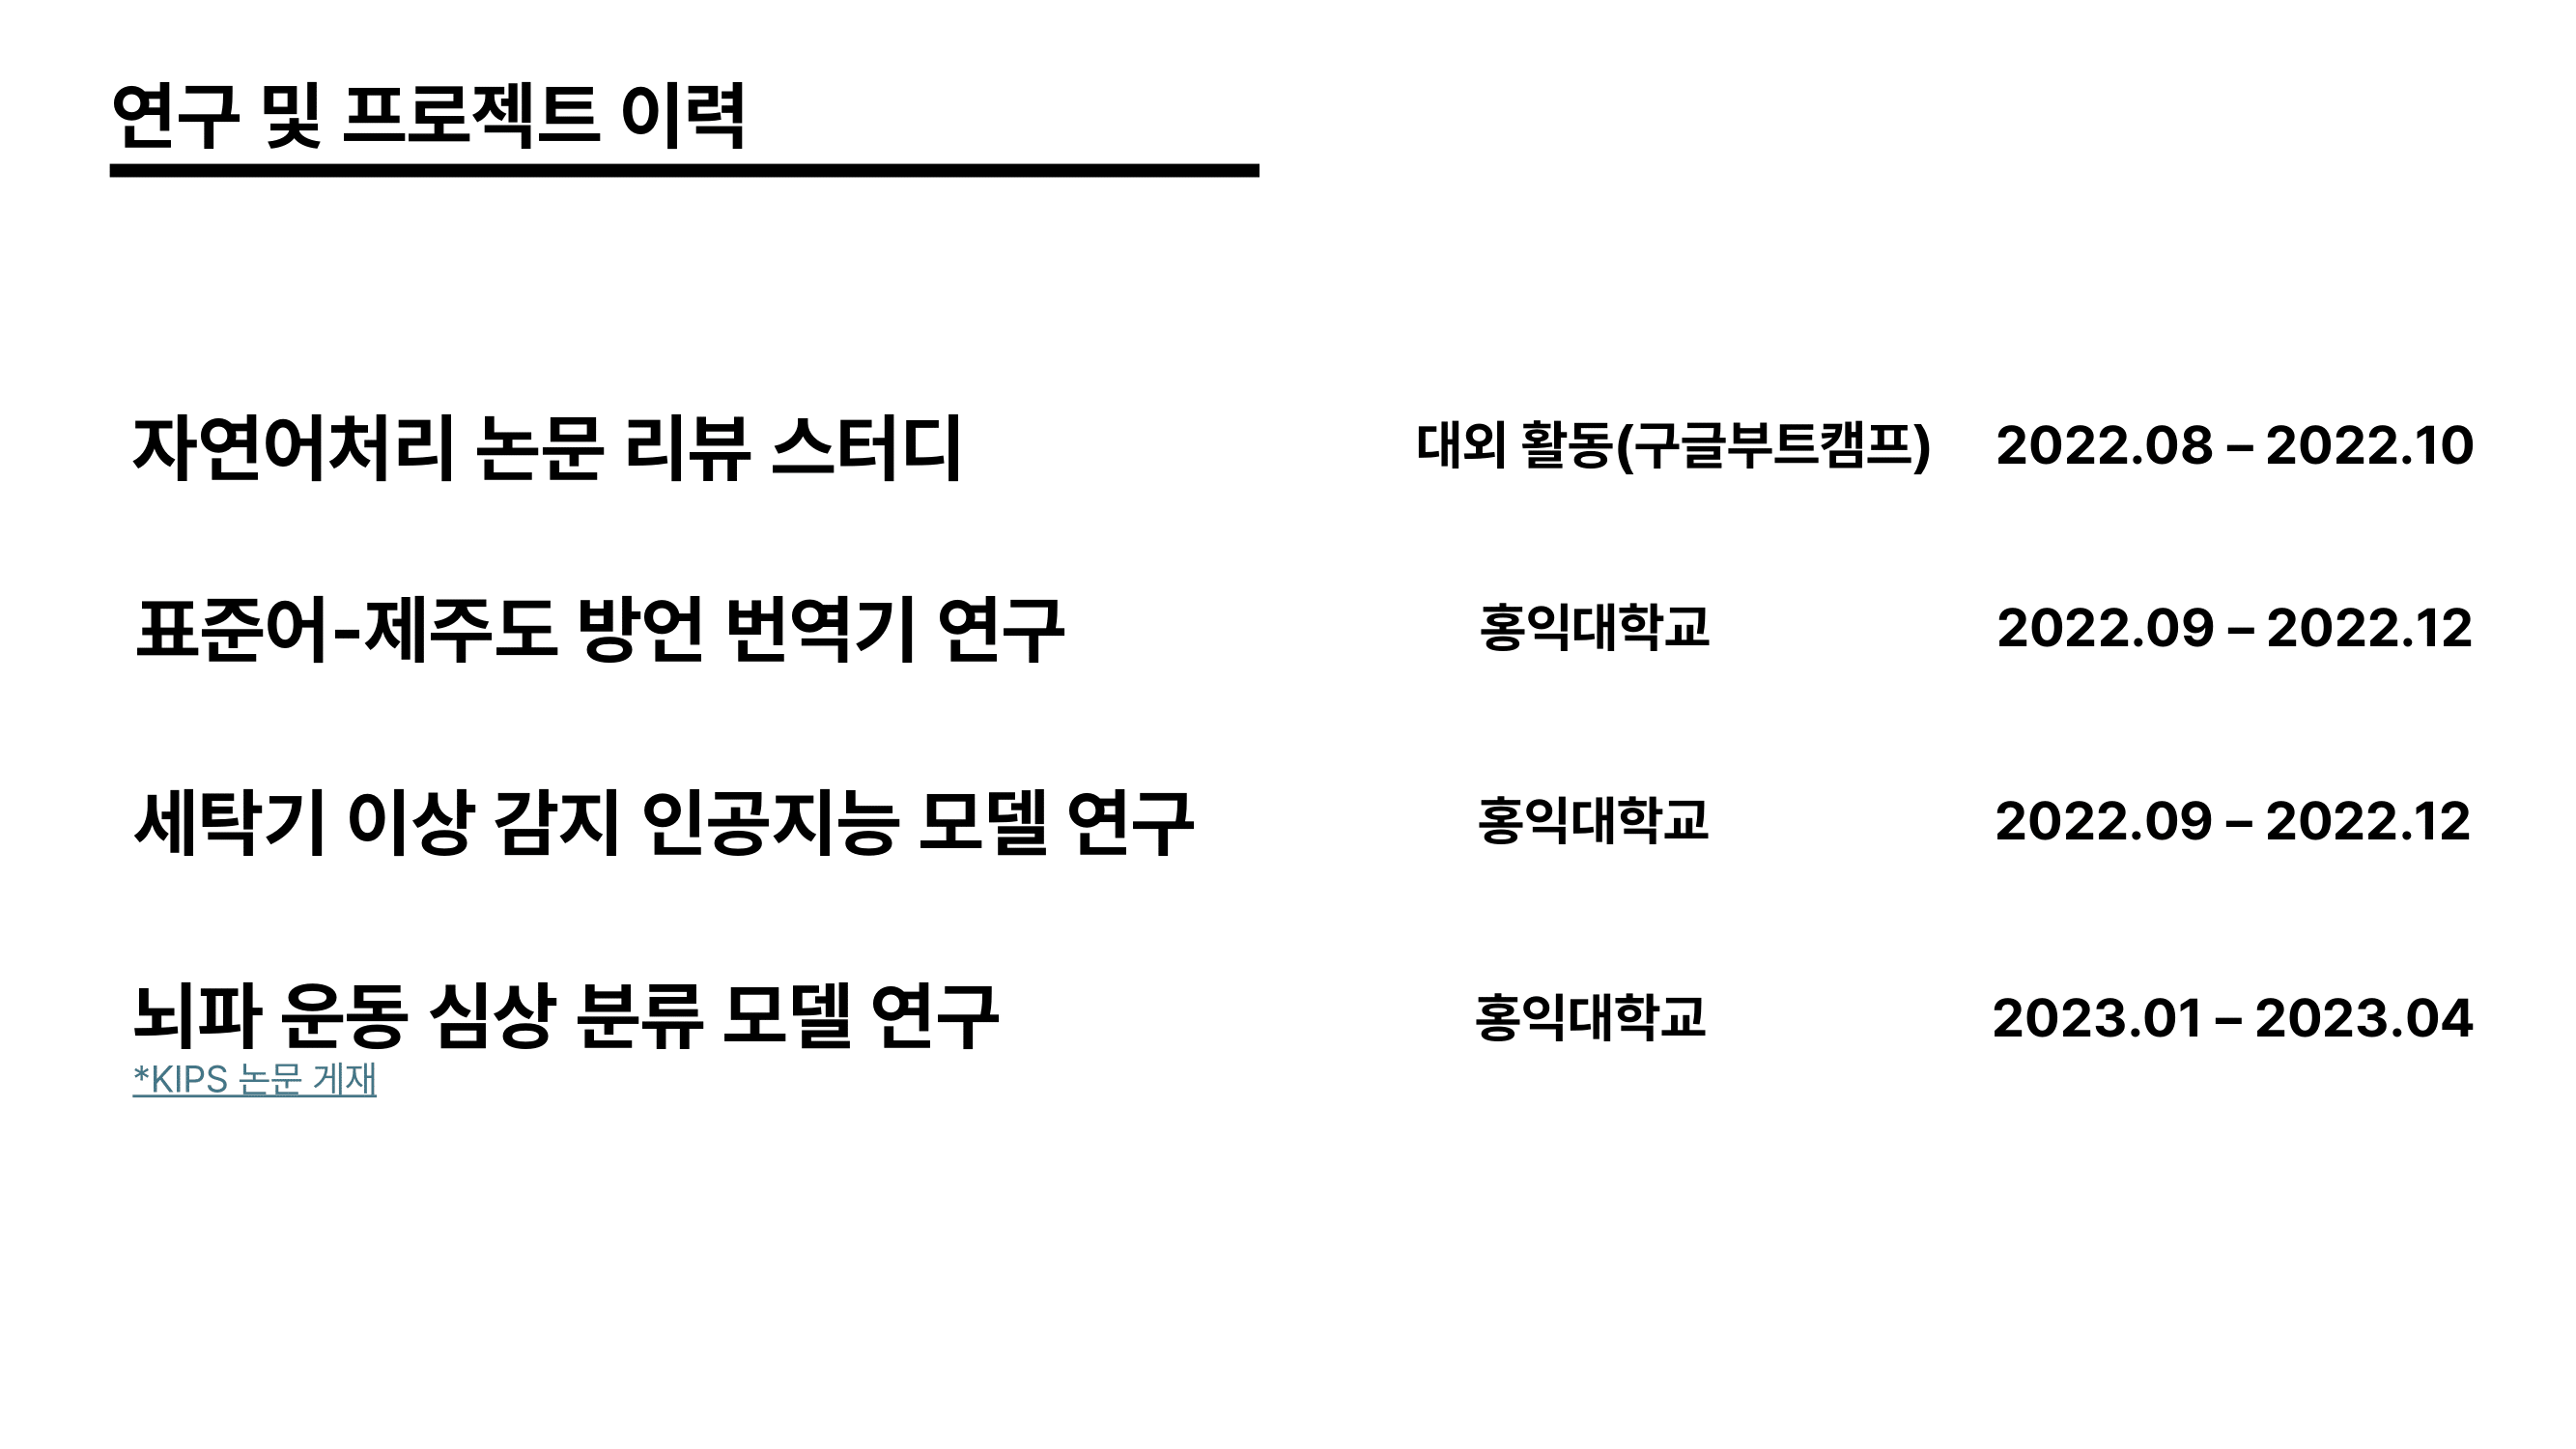 연구 및 프로젝트 이력
자연어처리 논문 리뷰 스터디 대외 활동(구글부트캠프) 2022.08 – 2022.10
표준어-제주도 방언 번역기 연구 홍익대학교 2022.09 – 2022.12
세탁기 이상 감지 인공지능 모델 연구 홍익대학교 2022.09 – 2022.12
뇌파 운동 심상 분류 모델 연구 홍익대학교 2023.01 – 2023.04
*KIPS 논문 게재